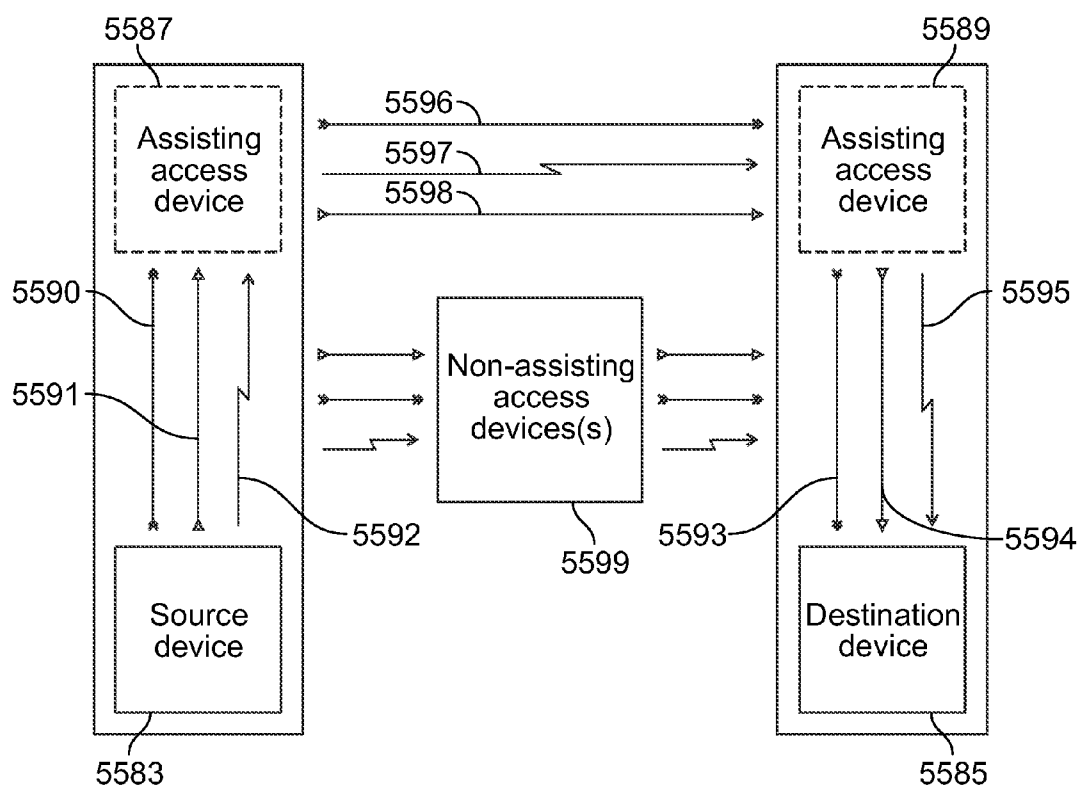 5587
5589
Assisting
access
device
5596
5597
5598
Assisting
access
device
5590
5591
5592
Non-assisting
access
devices(s)
5599
5593
5594
5595
Source
device
Destination
device
5583
5585